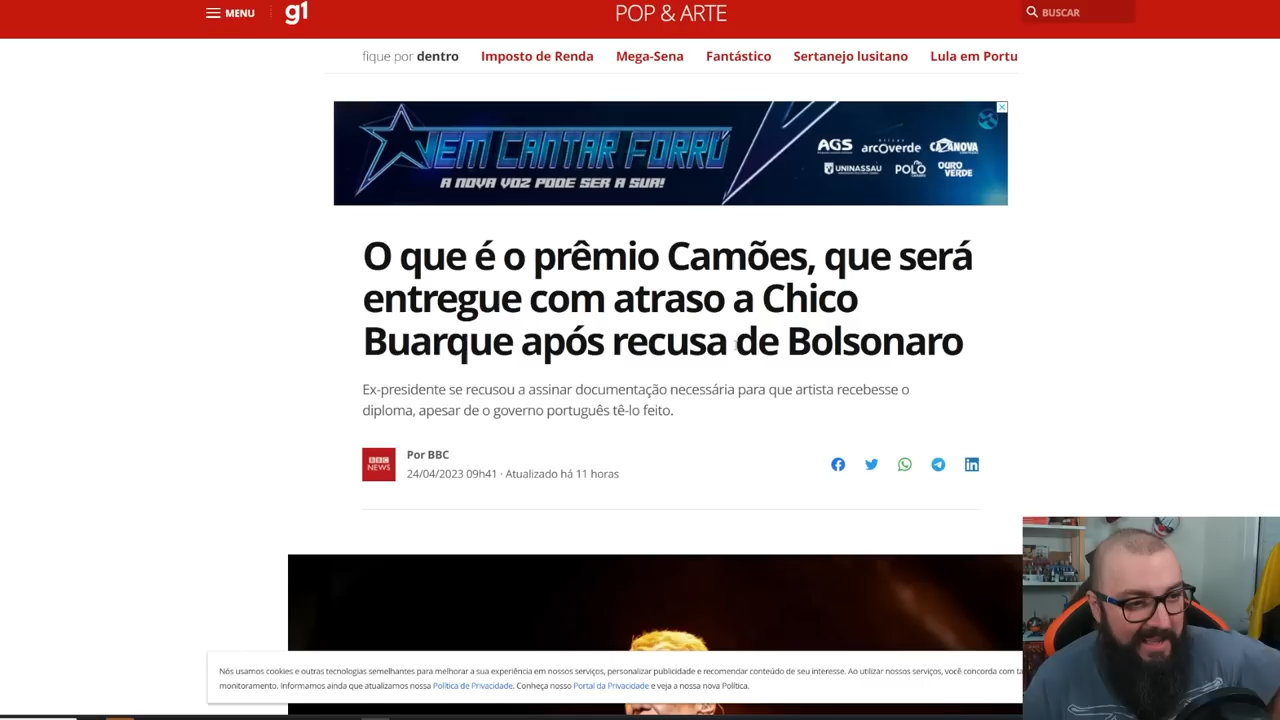 MENU
g1
POP & ARTE
BUSCAR
fique por dentro
Imposto de Renda
Mega-Sena
Fantástico
Sertanejo lusitano
Lula em Portu
VEM CANTAR FORRÓ
A NOVA VOZ PODE SER A SUA!
AGS
óticas arcoverde
CAZANOVA
UNINASSAU
POLO
OURO VERDE
O que é o prêmio Camões, que será
entregue com atraso a Chico
Buarque após recusa de Bolsonaro
Ex-presidente se recusou a assinar documentação necessária para que artista recebesse o
diploma, apesar de o governo português tê-lo feito.
BBC
NEWS
Por BBC
24/04/2023 09h41 · Atualizado há 11 horas
Nós usamos cookies e outras tecnologias semelhantes para melhorar a sua experiência em nossos serviços, personalizar publicidade e recomendar conteúdo de seu interesse. Ao utilizar nossos serviços, você concorda com ta
monitoramento. Informamos ainda que atualizamos nossa Política de Privacidade. Conheça nosso Portal da Privacidade e veja a nossa nova Política.